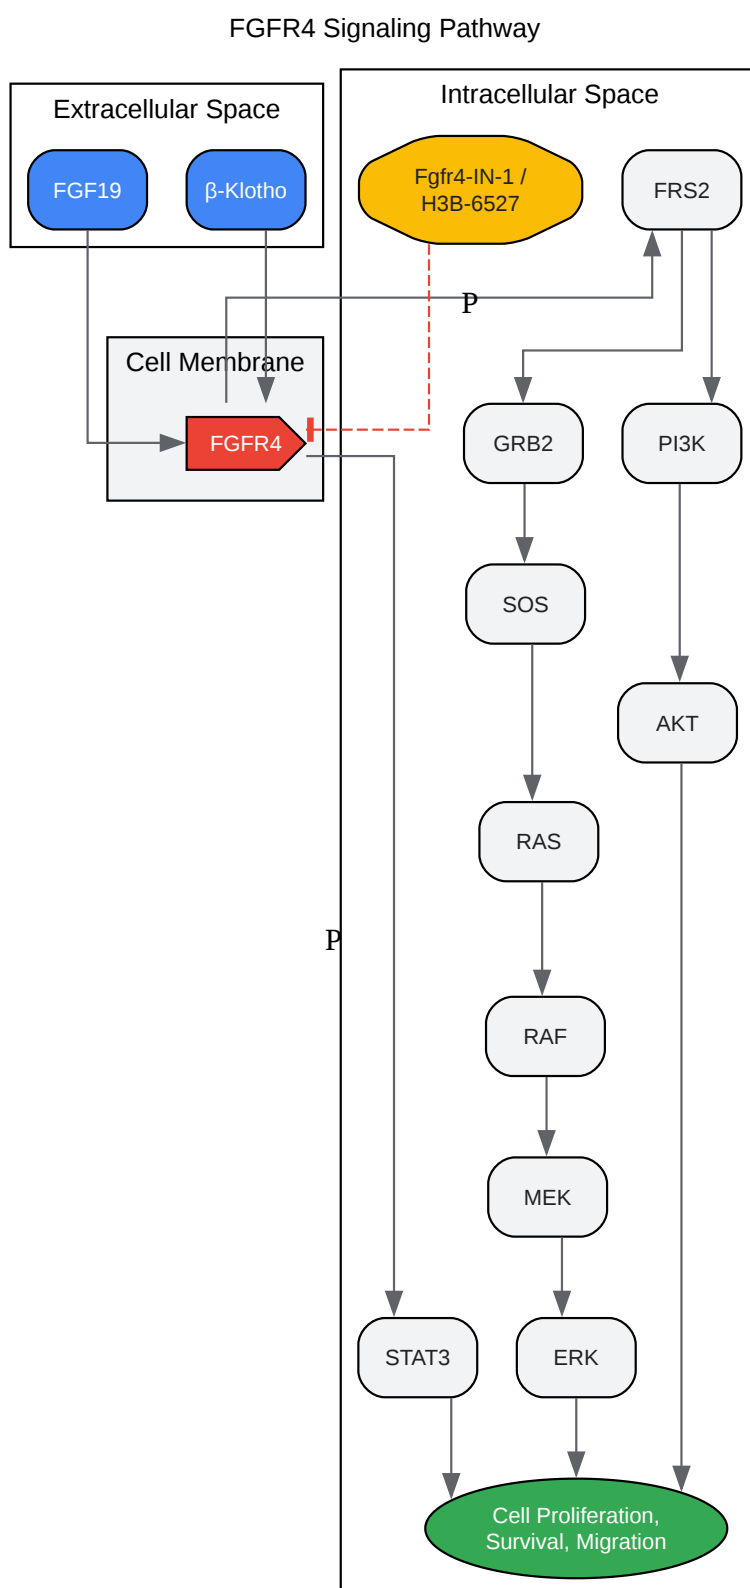 FGFR4 Signaling Pathway
Extracellular Space
Intracellular Space
FGF19
β-Klotho
Fgfr4-IN-1 /
H3B-6527
FRS2
P
Cell Membrane
FGFR4
GRB2
PI3K
SOS
AKT
RAS
P
RAF
MEK
STAT3
ERK
Cell Proliferation,
Survival, Migration